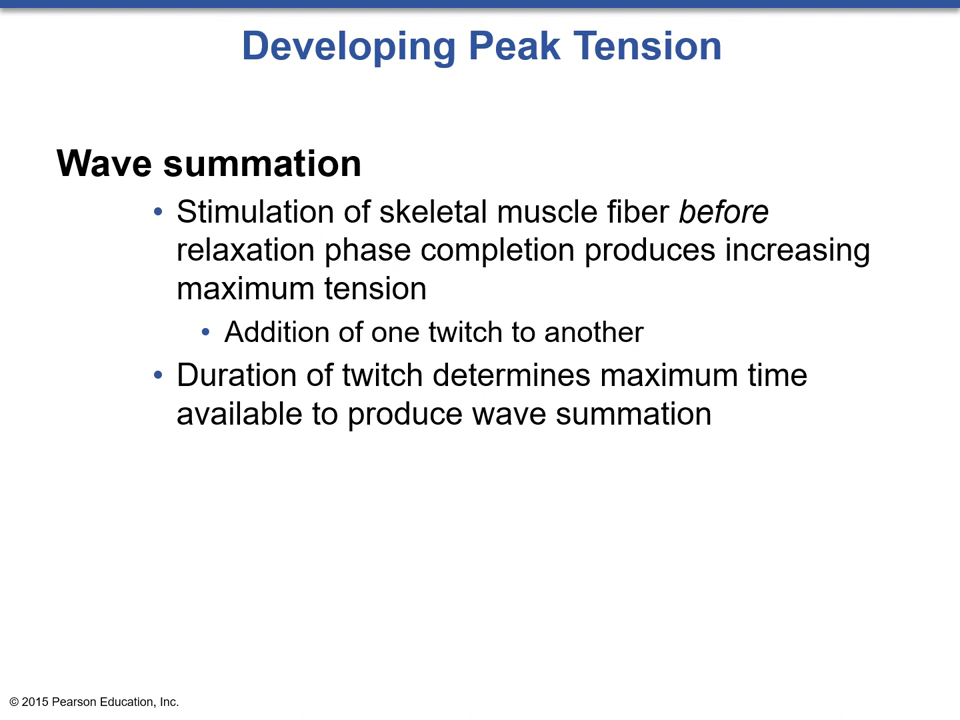 Developing Peak Tension
Wave summation
• Stimulation of skeletal muscle fiber before
relaxation phase completion produces increasing
maximum tension
• Addition of one twitch to another
• Duration of twitch determines maximum time
available to produce wave summation
© 2015 Pearson Education, Inc.